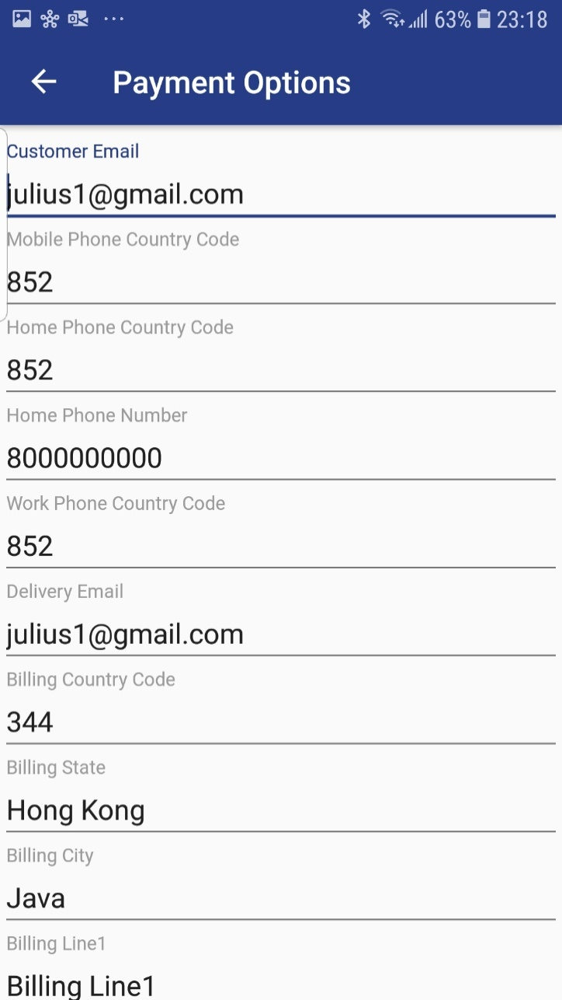 63% 23:18
Payment Options
Customer Email
julius1@gmail.com
Mobile Phone Country Code
852
Home Phone Country Code
852
Home Phone Number
8000000000
Work Phone Country Code
852
Delivery Email
julius1@gmail.com
Billing Country Code
344
Billing State
Hong Kong
Billing City
Java
Billing Line1
Billing Line1